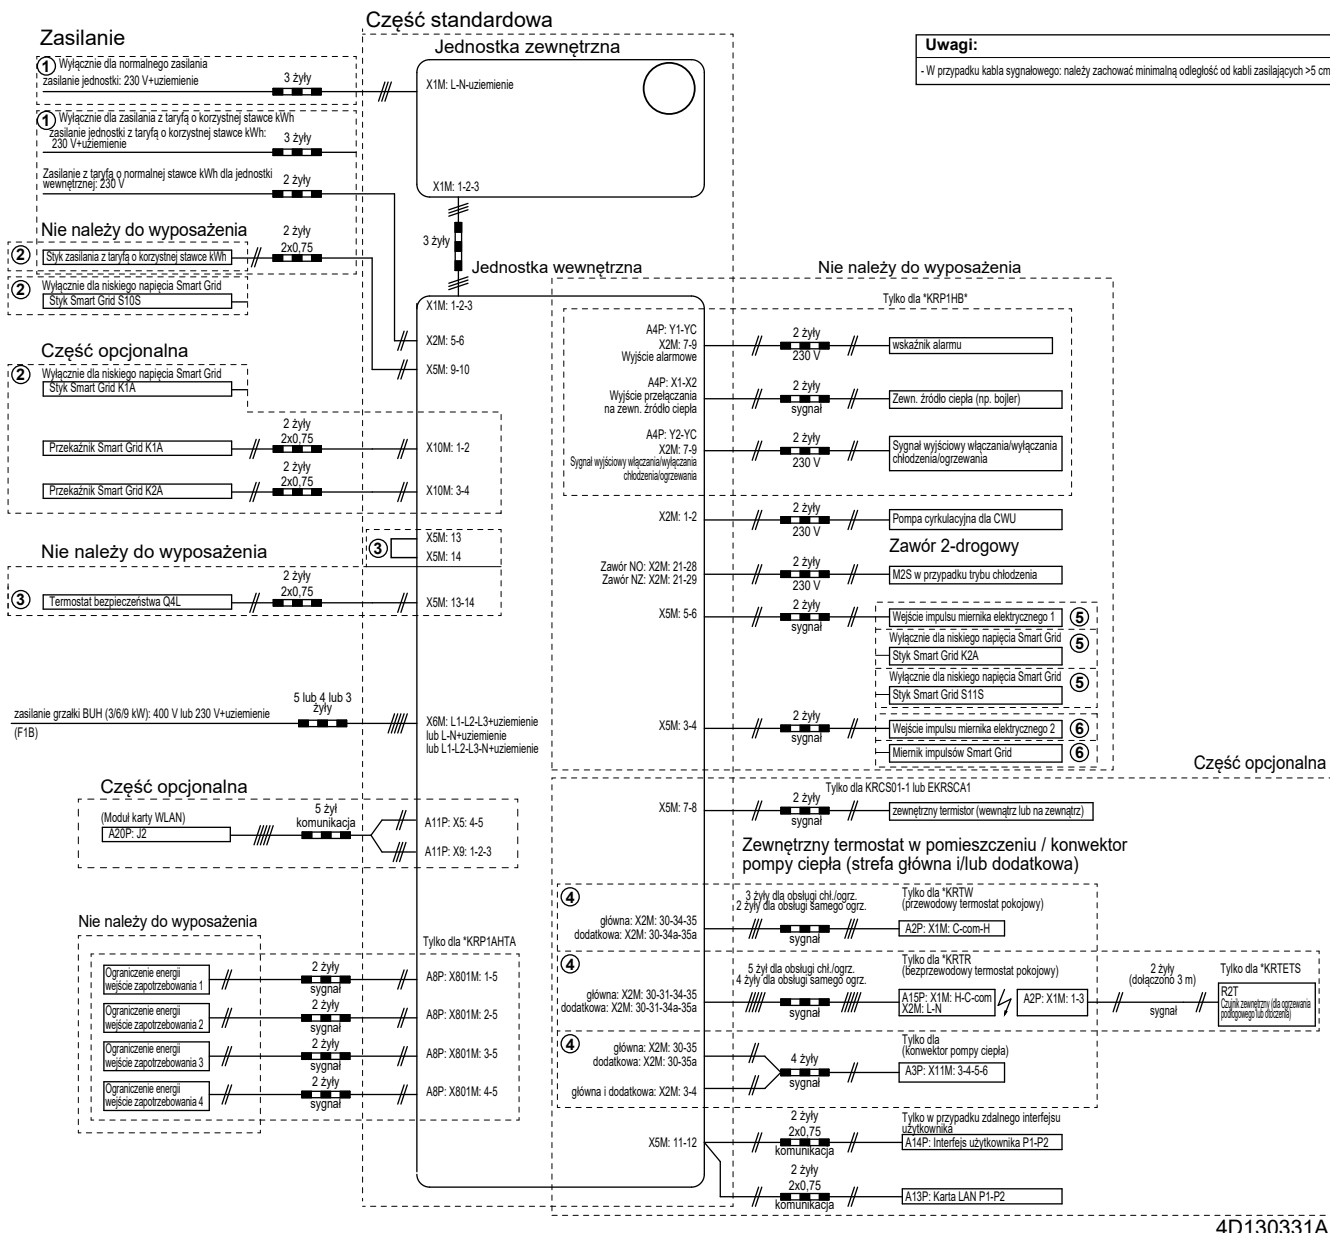 Część standardowa
Zasilanie
Jednostka zewnętrzna
Uwagi:
- W przypadku kabla sygnałowego: należy zachować minimalną odległość od kabli zasilających >5 cm
1 Wyłącznie dla normalnego zasilania
zasilanie jednostki: 230 V+uziemienie
3 żyły
X1M: L-N-uziemienie
1 Wyłącznie dla zasilania z taryfą o korzystnej stawce kWh
zasilanie jednostki z taryfą o korzystnej stawce kWh:
230 V+uziemienie
3 żyły
Zasilanie z taryfą o normalnej stawce kWh dla jednostki
wewnętrznej: 230 V
2 żyły
X1M: 1-2-3
3 żyły
Nie należy do wyposażenia
2 żyły
2x0,75
2 Styk zasilania z taryfą o korzystnej stawce kWh
2 Wyłącznie dla niskiego napięcia Smart Grid
Styk Smart Grid S10S
Jednostka wewnętrzna
Nie należy do wyposażenia
X1M: 1-2-3
X2M: 5-6
X5M: 9-10
Część opcjonalna
2 Wyłącznie dla niskiego napięcia Smart Grid
Styk Smart Grid K1A
2 żyły
2x0,75
Przekaźnik Smart Grid K1A
X10M: 1-2
2 żyły
2x0,75
Przekaźnik Smart Grid K2A
X10M: 3-4
3
X5M: 13
X5M: 14
Nie należy do wyposażenia
2 żyły
2x0,75
3 Termostat bezpieczeństwa Q4L
X5M: 13-14
zasilanie grzałki BUH (3/6/9 kW): 400 V lub 230 V+uziemienie
(F1B)
5 lub 4 lub 3
żyły
X6M: L1-L2-L3+uziemienie
lub L-N+uziemienie
lub L1-L2-L3-N+uziemienie
Część opcjonalna
(Moduł karty WLAN)
A20P: J2
5 żył
komunikacja
A11P: X5: 4-5
A11P: X9: 1-2-3
Nie należy do wyposażenia
Tylko dla *KRP1AHTA
Ograniczenie energii
wejście zapotrzebowania 1
2 żyły
sygnał
A8P: X801M: 1-5
Ograniczenie energii
wejście zapotrzebowania 2
2 żyły
sygnał
A8P: X801M: 2-5
Ograniczenie energii
wejście zapotrzebowania 3
2 żyły
sygnał
A8P: X801M: 3-5
Ograniczenie energii
wejście zapotrzebowania 4
2 żyły
sygnał
A8P: X801M: 4-5
Tylko dla *KRP1HB*
A4P: Y1-YC
X2M: 7-9
Wyjście alarmowe
2 żyły
230 V
wskaźnik alarmu
A4P: X1-X2
Wyjście przełączania
na zewn. źródło ciepła
2 żyły
sygnał
Zewn. źródło ciepła (np. bojler)
A4P: Y2-YC
X2M: 7-9
Sygnał wyjściowy włączania/wyłączania
chłodzenia/ogrzewania
2 żyły
230 V
Sygnał wyjściowy włączania/wyłączania
chłodzenia/ogrzewania
X2M: 1-2
2 żyły
230 V
Pompa cyrkulacyjna dla CWU
Zawór 2-drogowy
Zawór NO: X2M: 21-28
Zawór NZ: X2M: 21-29
2 żyły
230 V
M2S w przypadku trybu chłodzenia
X5M: 5-6
2 żyły
sygnał
Wejście impulsu miernika elektrycznego 1 5
Wyłącznie dla niskiego napięcia Smart Grid 5
Styk Smart Grid K2A
Wyłącznie dla niskiego napięcia Smart Grid 5
Styk Smart Grid S11S
X5M: 3-4
2 żyły
sygnał
Wejście impulsu miernika elektrycznego 2 6
Miernik impulsów Smart Grid 6
Część opcjonalna
Tylko dla KRCS01-1 lub EKRSCA1
X5M: 7-8
2 żyły
sygnał
zewnętrzny termistor (wewnątrz lub na zewnątrz)
Zewnętrzny termostat w pomieszczeniu / konwektor
pompy ciepła (strefa główna i/lub dodatkowa)
4
3 żyły dla obsługi chł./ogrz.
2 żyły dla obsługi samego ogrz.
Tylko dla *KRTW
(przewodowy termostat pokojowy)
główna: X2M: 30-34-35
dodatkowa: X2M: 30-34a-35a
sygnał
A2P: X1M: C-com-H
4
5 żył dla obsługi chł./ogrz.
4 żyły dla obsługi samego ogrz.
Tylko dla *KRTR
(bezprzewodowy termostat pokojowy)
2 żyły
(dołączono 3 m)
Tylko dla *KRTETS
główna: X2M: 30-31-34-35
dodatkowa: X2M: 30-31-34a-35a
sygnał
A15P: X1M: H-C-com
X2M: L-N
A2P: X1M: 1-3
sygnał
R2T
Czujnik zewnętrzny (dla ogrzewania
podłogowego lub otoczenia)
4
główna: X2M: 30-35
dodatkowa: X2M: 30-35a
główna i dodatkowa: X2M: 3-4
4 żyły
sygnał
Tylko dla
(konwektor pompy ciepła)
A3P: X11M: 3-4-5-6
X5M: 11-12
2 żyły
2x0,75
komunikacja
Tylko w przypadku zdalnego interfejsu
użytkownika
A14P: Interfejs użytkownika P1-P2
2 żyły
2x0,75
komunikacja
A13P: Karta LAN P1-P2
4D130331A